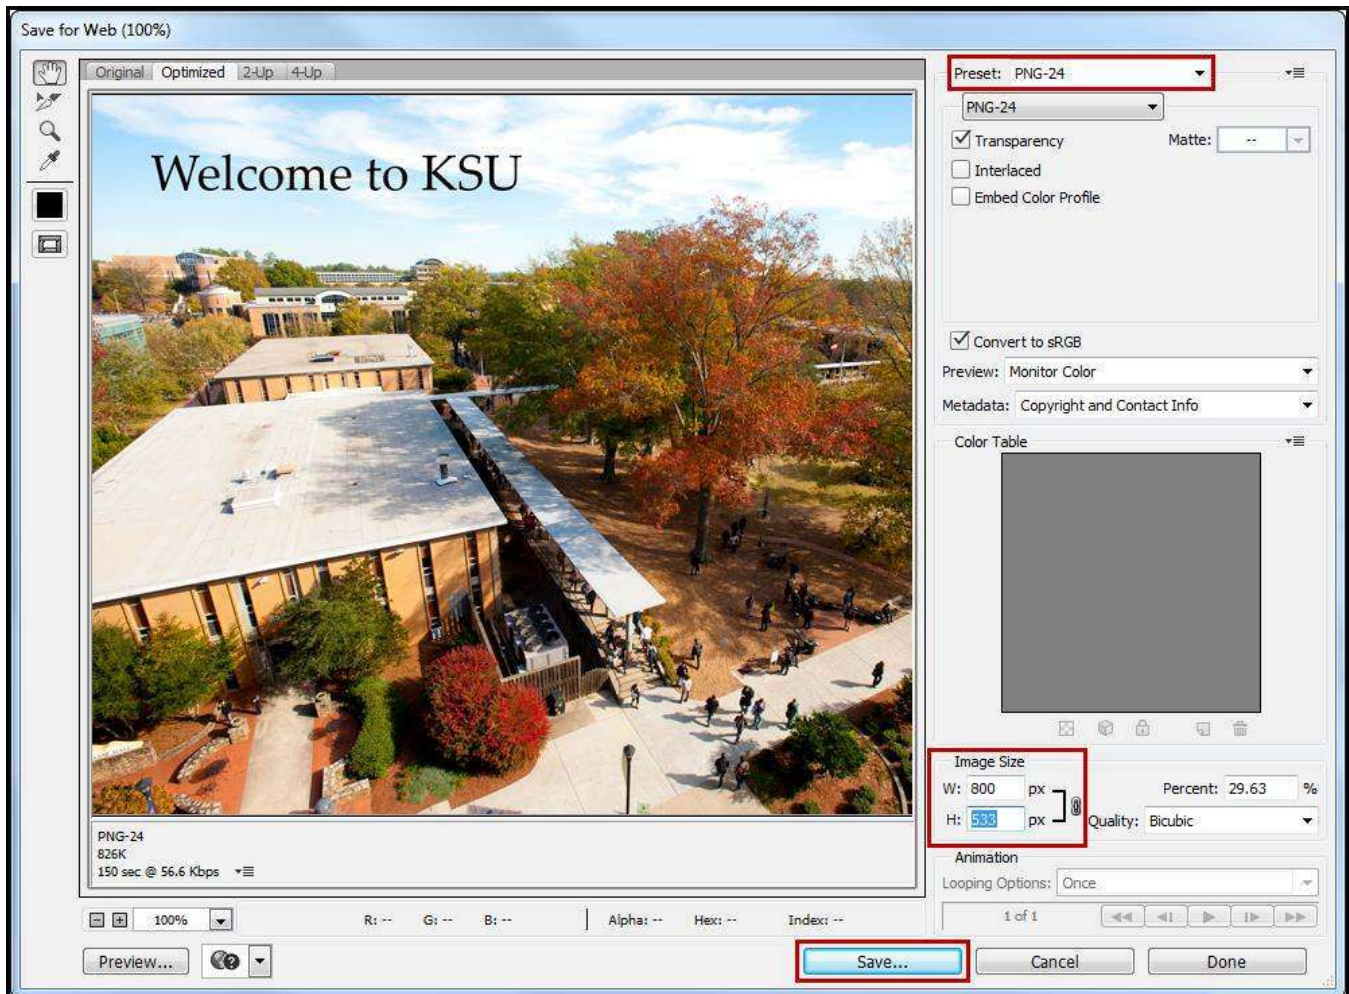 Save for Web (100%)
Original Optimized 2-Up 4-Up
Welcome to KSU
PNG-24
826K
150 sec @ 56.6 Kbps
100% R: -- G: -- B: -- Alpha: -- Hex: -- Index: --
Preview... Save... Cancel Done
Preset: PNG-24
PNG-24
Transparency Matte: --
Interlaced
Embed Color Profile
Convert to sRGB
Preview: Monitor Color
Metadata: Copyright and Contact Info
Color Table
Image Size
W: 800 px Percent: 29.63 %
H: 533 px Quality: Bicubic
Animation
Looping Options: Once
1 of 1